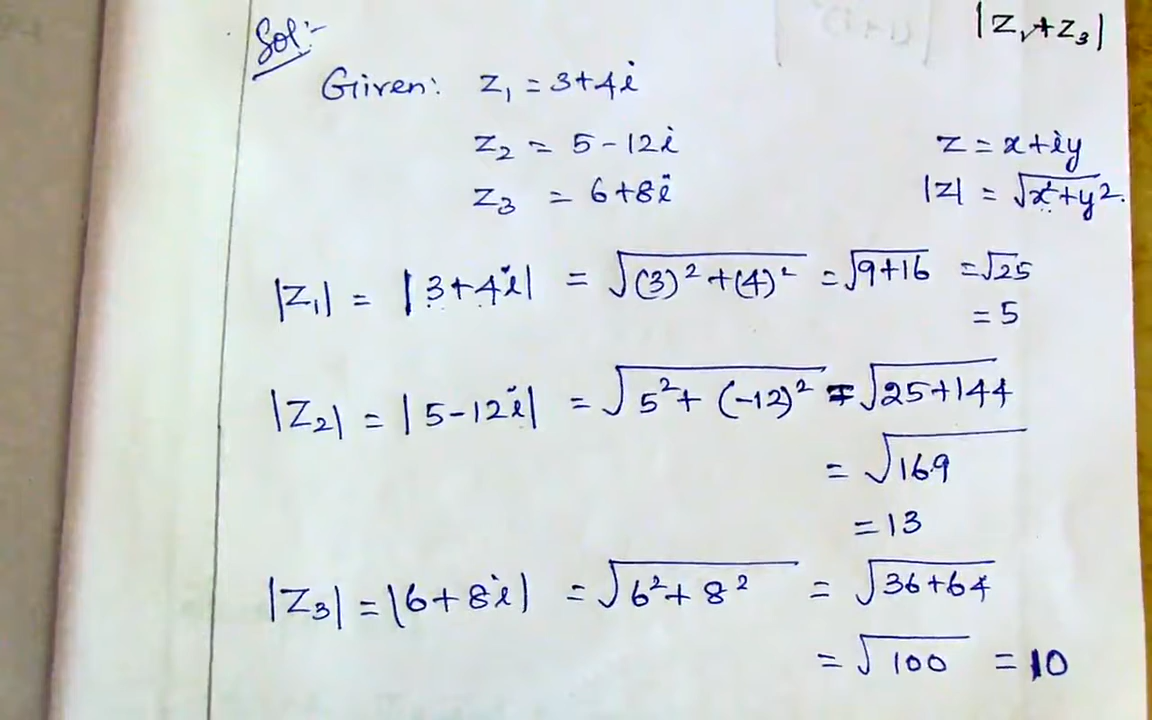 |Z₁+Z₃|
Sol:-
Given: Z₁ = 3+4i
Z₂ = 5-12i
Z = x+iy
Z₃ = 6+8i
|Z| = √x²+y².
|Z₁| = |3+4i| = √(3)²+(4)² = √9+16 = √25
= 5
|Z₂| = |5-12i| = √5²+(-12)² = √25+144
= √169
= 13
|Z₃| = |6+8i| = √6²+8² = √36+64
= √100 = 10